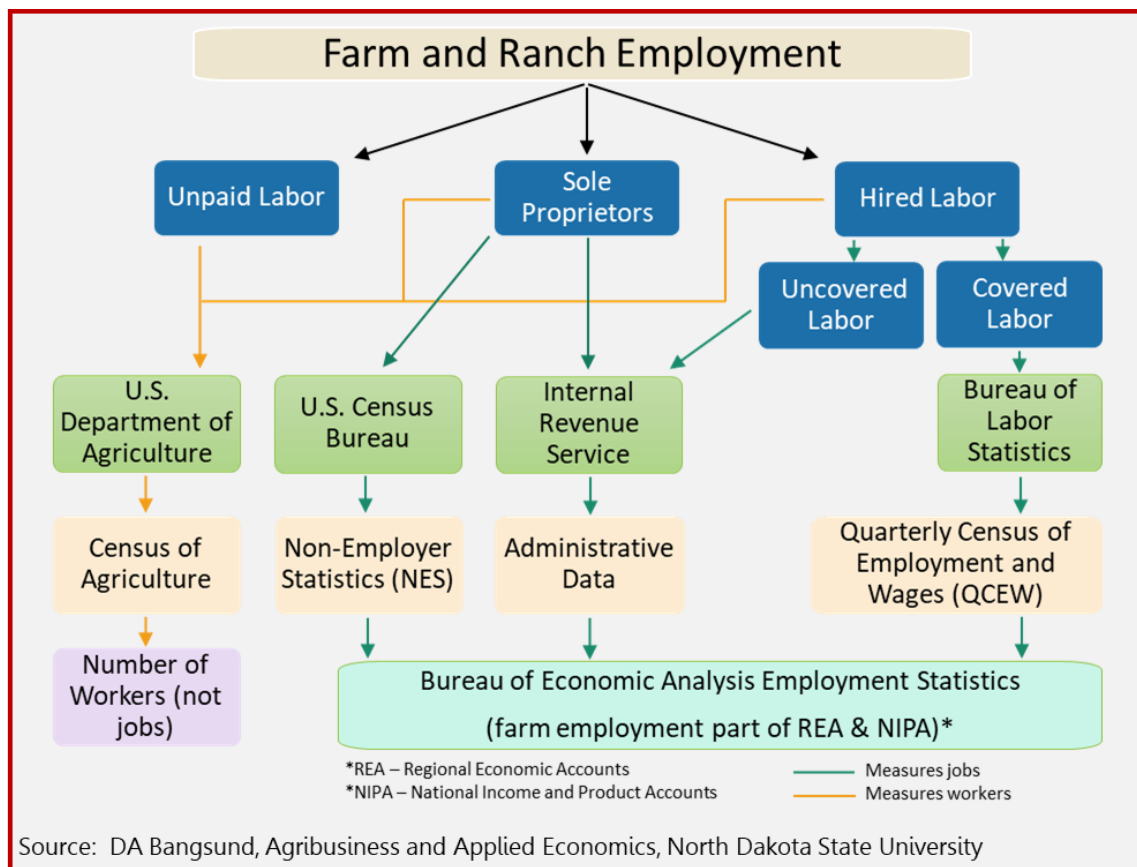 Farm and Ranch Employment
Unpaid Labor
Sole
Proprietors
Hired Labor
Uncovered
Labor
Covered
Labor
U.S.
Department of
Agriculture
U.S. Census
Bureau
Internal
Revenue
Service
Bureau of
Labor
Statistics
Census of
Agriculture
Non-Employer
Statistics (NES)
Administrative
Data
Quarterly Census of
Employment and
Wages (QCEW)
Number of
Workers (not
jobs)
Bureau of Economic Analysis Employment Statistics
(farm employment part of REA & NIPA)*
*REA – Regional Economic Accounts
*NIPA – National Income and Product Accounts
Measures jobs
Measures workers
Source: DA Bangsund, Agribusiness and Applied Economics, North Dakota State University